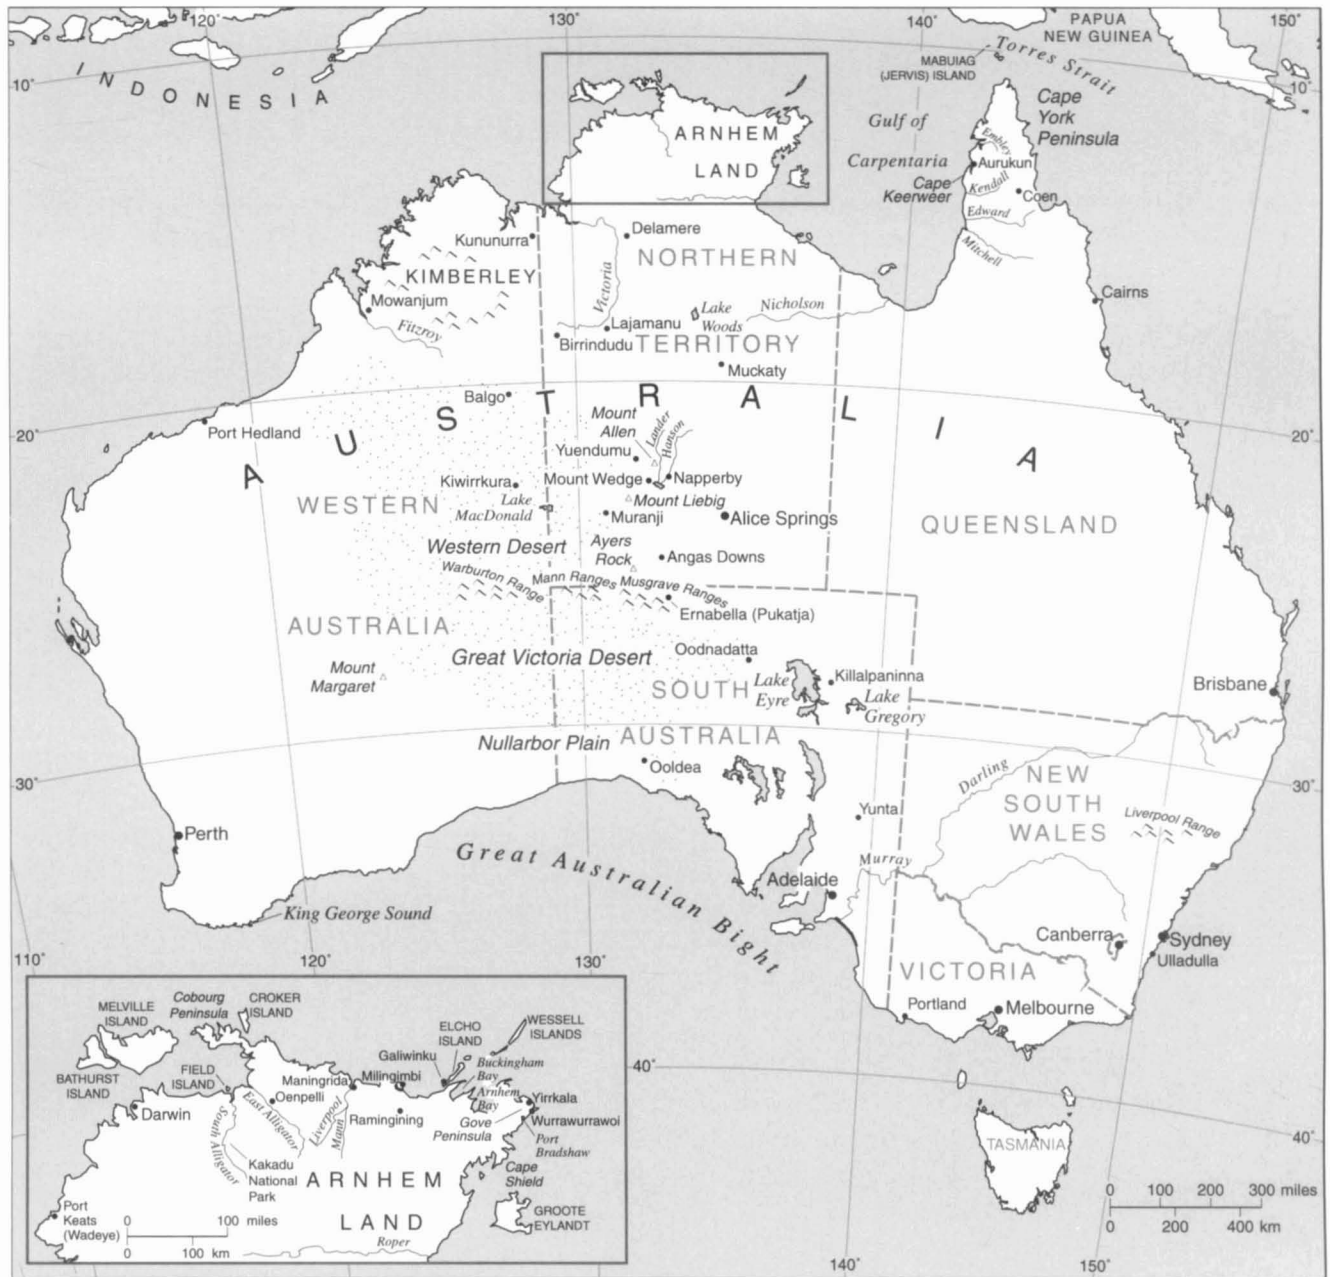 120°
130°
140°
150°
PAPUA
NEW GUINEA
INDONESIA
10°
MABUIAG
(JERVIS) ISLAND
Torres Strait
10°
Cape
York
Peninsula
Gulf of
Carpentaria
ARNHEM
LAND
Embley
Aurukun
Cape
Keerweer
Kendall
Coen
Edward
Mitchell
Kununurra
Delamere
NORTHERN
KIMBERLEY
Victoria
Mowanjum
Fitzroy
Lake
Woods
Nicholson
Cairns
Lajamanu
Birrindudu
TERRITORY
Muckaty
Balgo
AUSTRALIA
20°
Port Hedland
Mount
Allen
Lander
Hanson
20°
Yuendumu
Kiwirrkura
Mount Wedge
Napperby
Lake
MacDonald
Mount Liebig
WESTERN
Muranji
Alice Springs
QUEENSLAND
Western Desert
Ayers
Rock
Angas Downs
Warburton Range
Mann Ranges
Musgrave Ranges
Ernabella (Pukatja)
AUSTRALIA
Great Victoria Desert
Oodnadatta
Mount
Margaret
SOUTH
Lake
Eyre
Killalpaninna
Lake
Gregory
Brisbane
Nullarbor Plain
AUSTRALIA
Ooldea
30°
Darling
NEW
SOUTH
WALES
30°
Yunta
Liverpool Range
Perth
Great Australian Bight
Murray
Adelaide
King George Sound
Canberra
Sydney
Ulladulla
110°
120°
130°
VICTORIA
Portland
Melbourne
MELVILLE
ISLAND
Cobourg
Peninsula
CROKER
ISLAND
ELCHO
ISLAND
WESSELL
ISLANDS
Galiwinku
Buckingham
Bay
BATHURST
ISLAND
FIELD
ISLAND
Maningrida
Milingimbi
Arnhem
Bay
Oenpelli
Yirrkala
Darwin
South Alligator
East Alligator
Liverpool
Mann
Ramingining
Gove
Peninsula
Wurrawurrawoi
Port
Bradshaw
Kakadu
National
Park
ARNHEM
LAND
Cape
Shield
Port
Keats
(Wadeye)
GROOTE
EYLANDT
Roper
0 100 miles
0 100 km
40°
TASMANIA
40°
0 100 200 300 miles
0 200 400 km
140°
150°